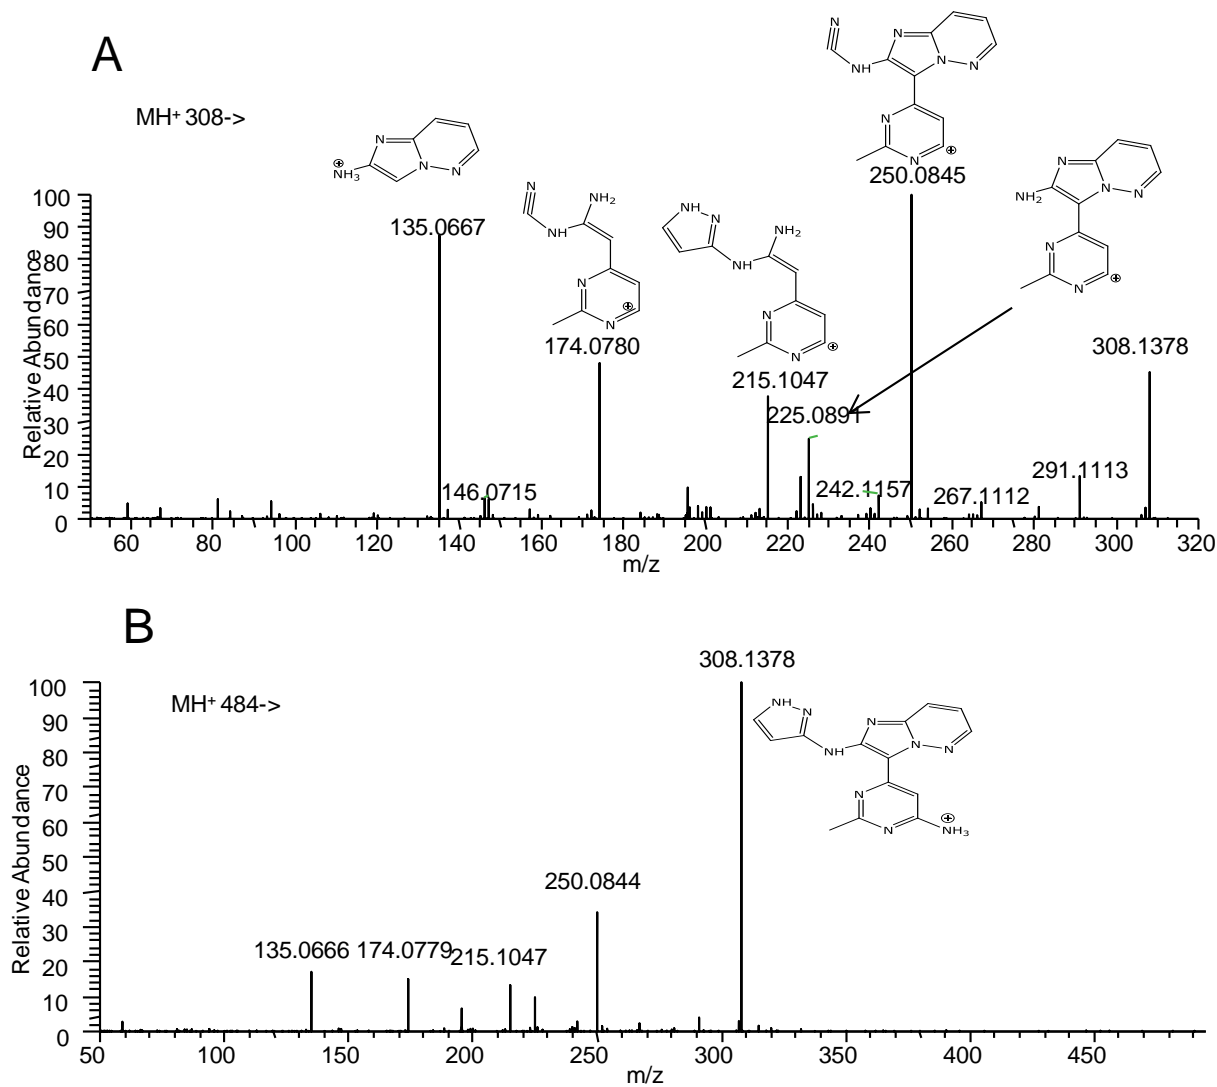 A
MH+ 308->
N
NH
N
N
N
N
N
250.0845
NH3
N
N
N
135.0667
N
NH
NH2
N
N
174.0780
NH
N
NH
NH2
N
N
215.1047
NH2
N
N
N
N
N
225.0891
308.1378
146.0715
242.1157
267.1112
291.1113
Relative Abundance
100
90
80
70
60
50
40
30
20
10
0
60 80 100 120 140 160 180 200 220 240 260 280 300 320
m/z
B
MH+ 484->
308.1378
NH
N
NH
N
N
N
N
N
NH3
250.0844
135.0666 174.0779 215.1047
Relative Abundance
100
90
80
70
60
50
40
30
20
10
0
50 100 150 200 250 300 350 400 450
m/z